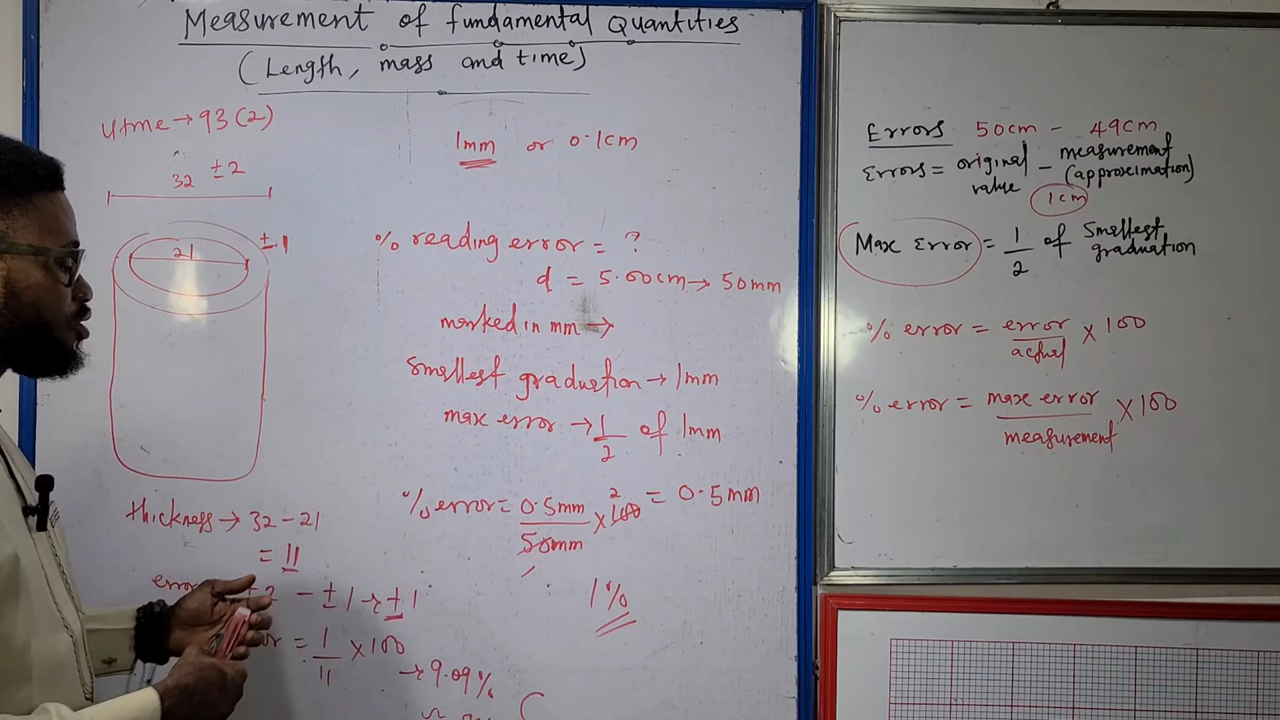 Measurement of fundamental Quantities
(Length, mass and time)
Utme → 93 (2)
32 ± 2
21
± 1
thickness → 32 - 21
= 11
- ± 1 → ± 1
= 1/11 × 100
→ 9.09%
1mm or 0.1cm
% reading error = ?
d = 5.00cm → 50mm
marked in mm →
Smallest graduation → 1mm
max error → 1/2 of 1mm
= 0.5mm
% error = 0.5mm/50mm × 100 2
1%
Errors 50cm - 49cm
Errors = original value - measurement (approximation)
1cm
Max Error = 1/2 of Smallest graduation
% error = error/actual × 100
% error = max error/measurement × 100